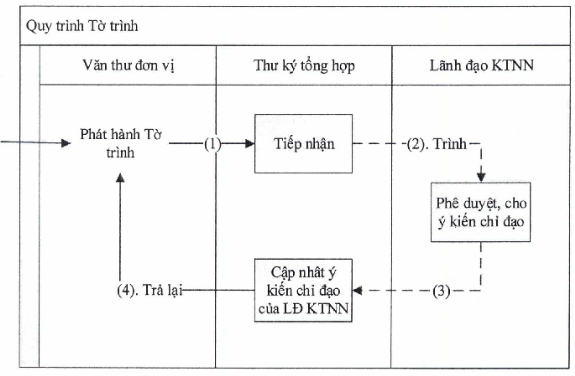 Quy trình Tờ trình
Văn thư đơn vị
Thư ký tổng hợp
Lãnh đạo KTNN
Phát hành Tờ
trình
(1)
Tiếp nhận
(2). Trình
Phê duyệt, cho
ý kiến chỉ đạo
(3)
Cập nhât ý
kiến chỉ đạo
của LĐ KTNN
(4). Trả lại